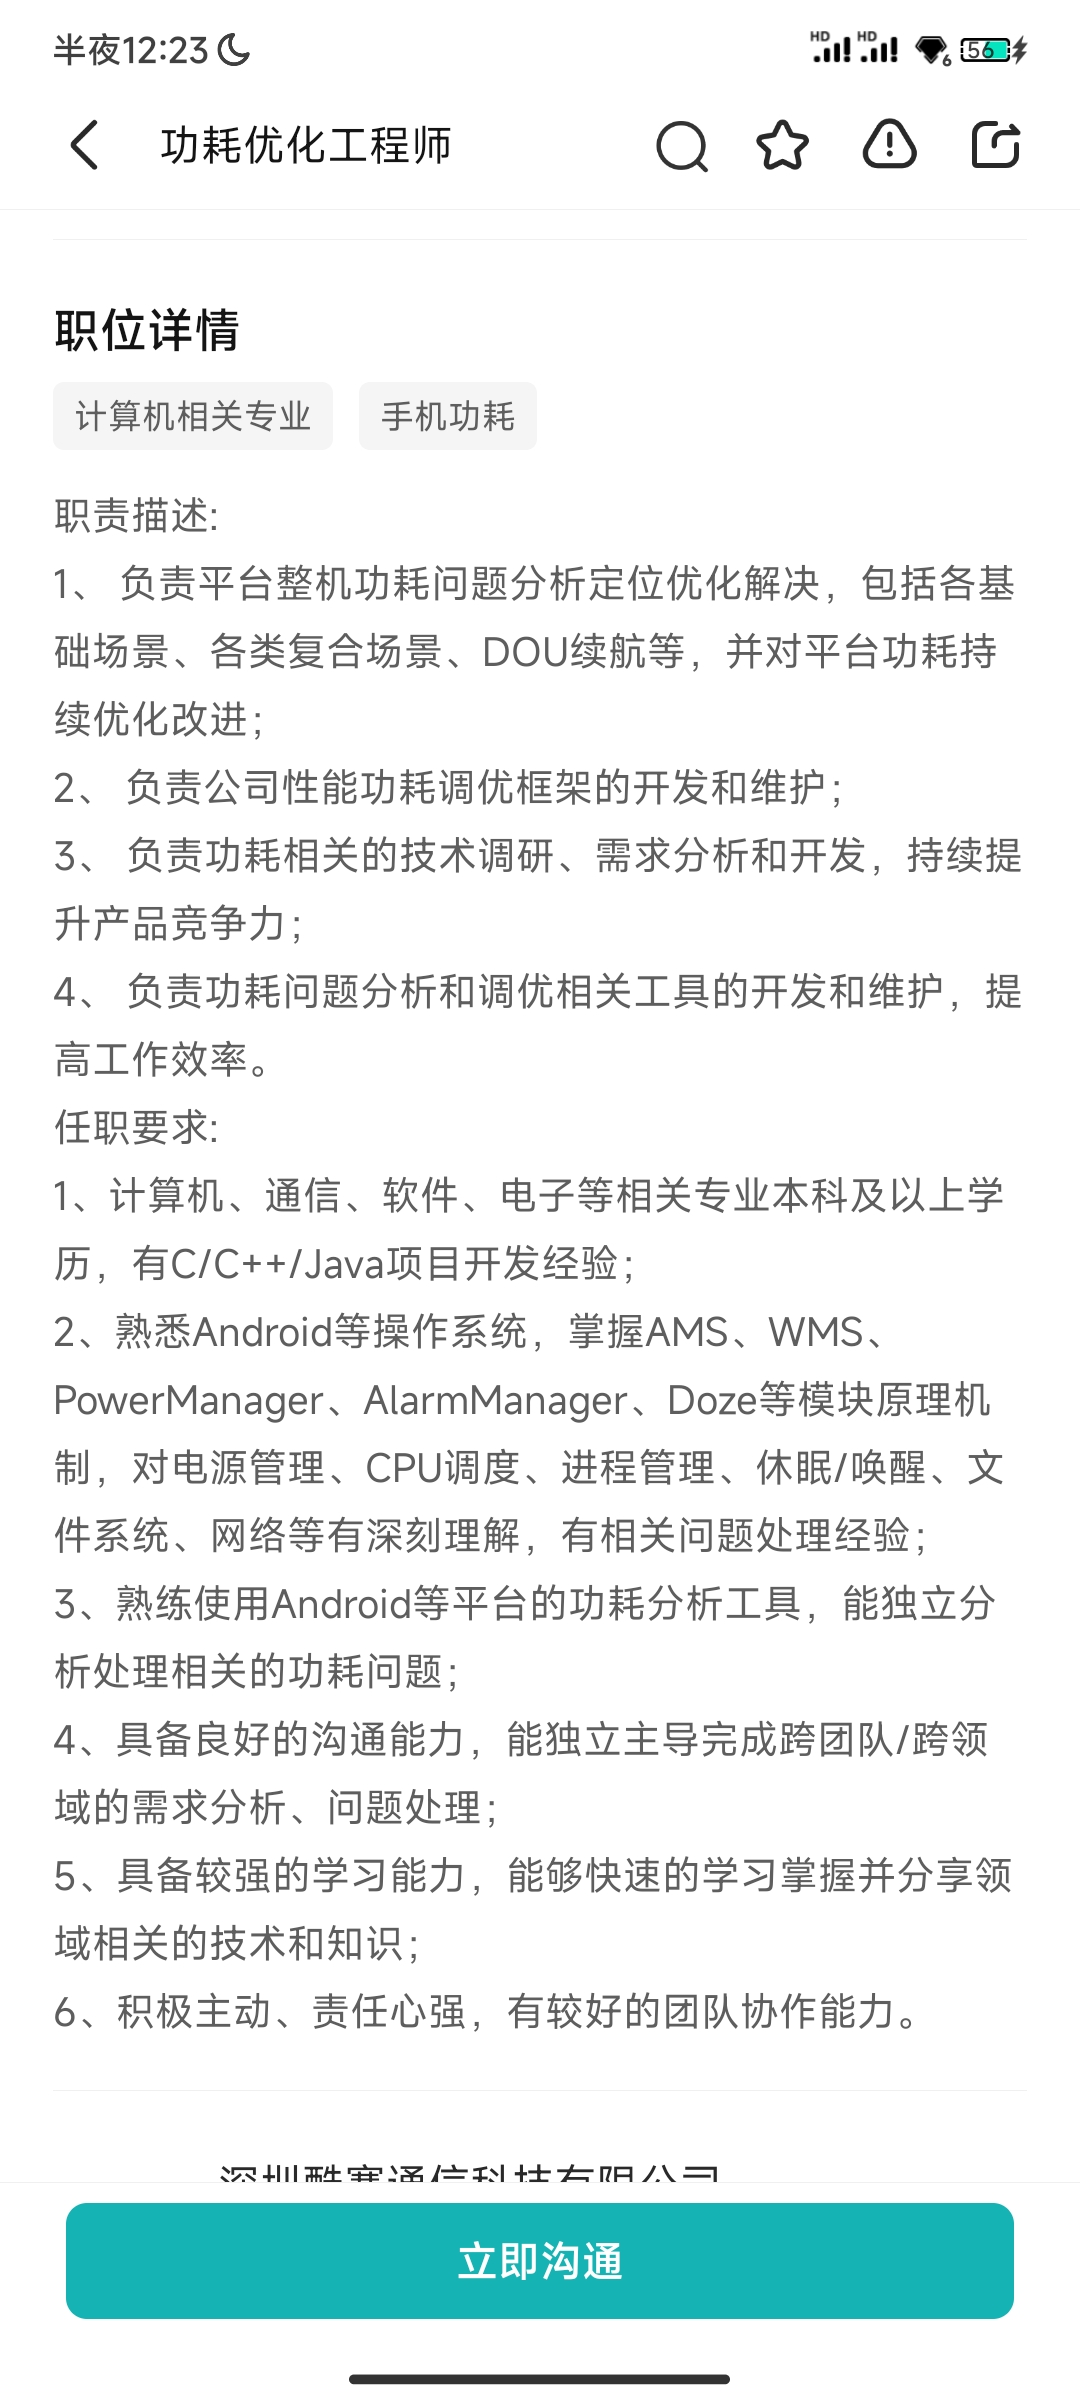 半夜12:23
HD HD 6 56
功耗优化工程师
职位详情
计算机相关专业 手机功耗
职责描述:
1、 负责平台整机功耗问题分析定位优化解决，包括各基
础场景、各类复合场景、DOU续航等，并对平台功耗持
续优化改进；
2、 负责公司性能功耗调优框架的开发和维护；
3、 负责功耗相关的技术调研、需求分析和开发，持续提
升产品竞争力；
4、 负责功耗问题分析和调优相关工具的开发和维护，提
高工作效率。
任职要求:
1、计算机、通信、软件、电子等相关专业本科及以上学
历，有C/C++/Java项目开发经验；
2、熟悉Android等操作系统，掌握AMS、WMS、
PowerManager、AlarmManager、Doze等模块原理机
制，对电源管理、CPU调度、进程管理、休眠/唤醒、文
件系统、网络等有深刻理解，有相关问题处理经验；
3、熟练使用Android等平台的功耗分析工具，能独立分
析处理相关的功耗问题；
4、具备良好的沟通能力，能独立主导完成跨团队/跨领
域的需求分析、问题处理；
5、具备较强的学习能力，能够快速的学习掌握并分享领
域相关的技术和知识；
6、积极主动、责任心强，有较好的团队协作能力。
深圳酷赛通信科技有限公司
立即沟通